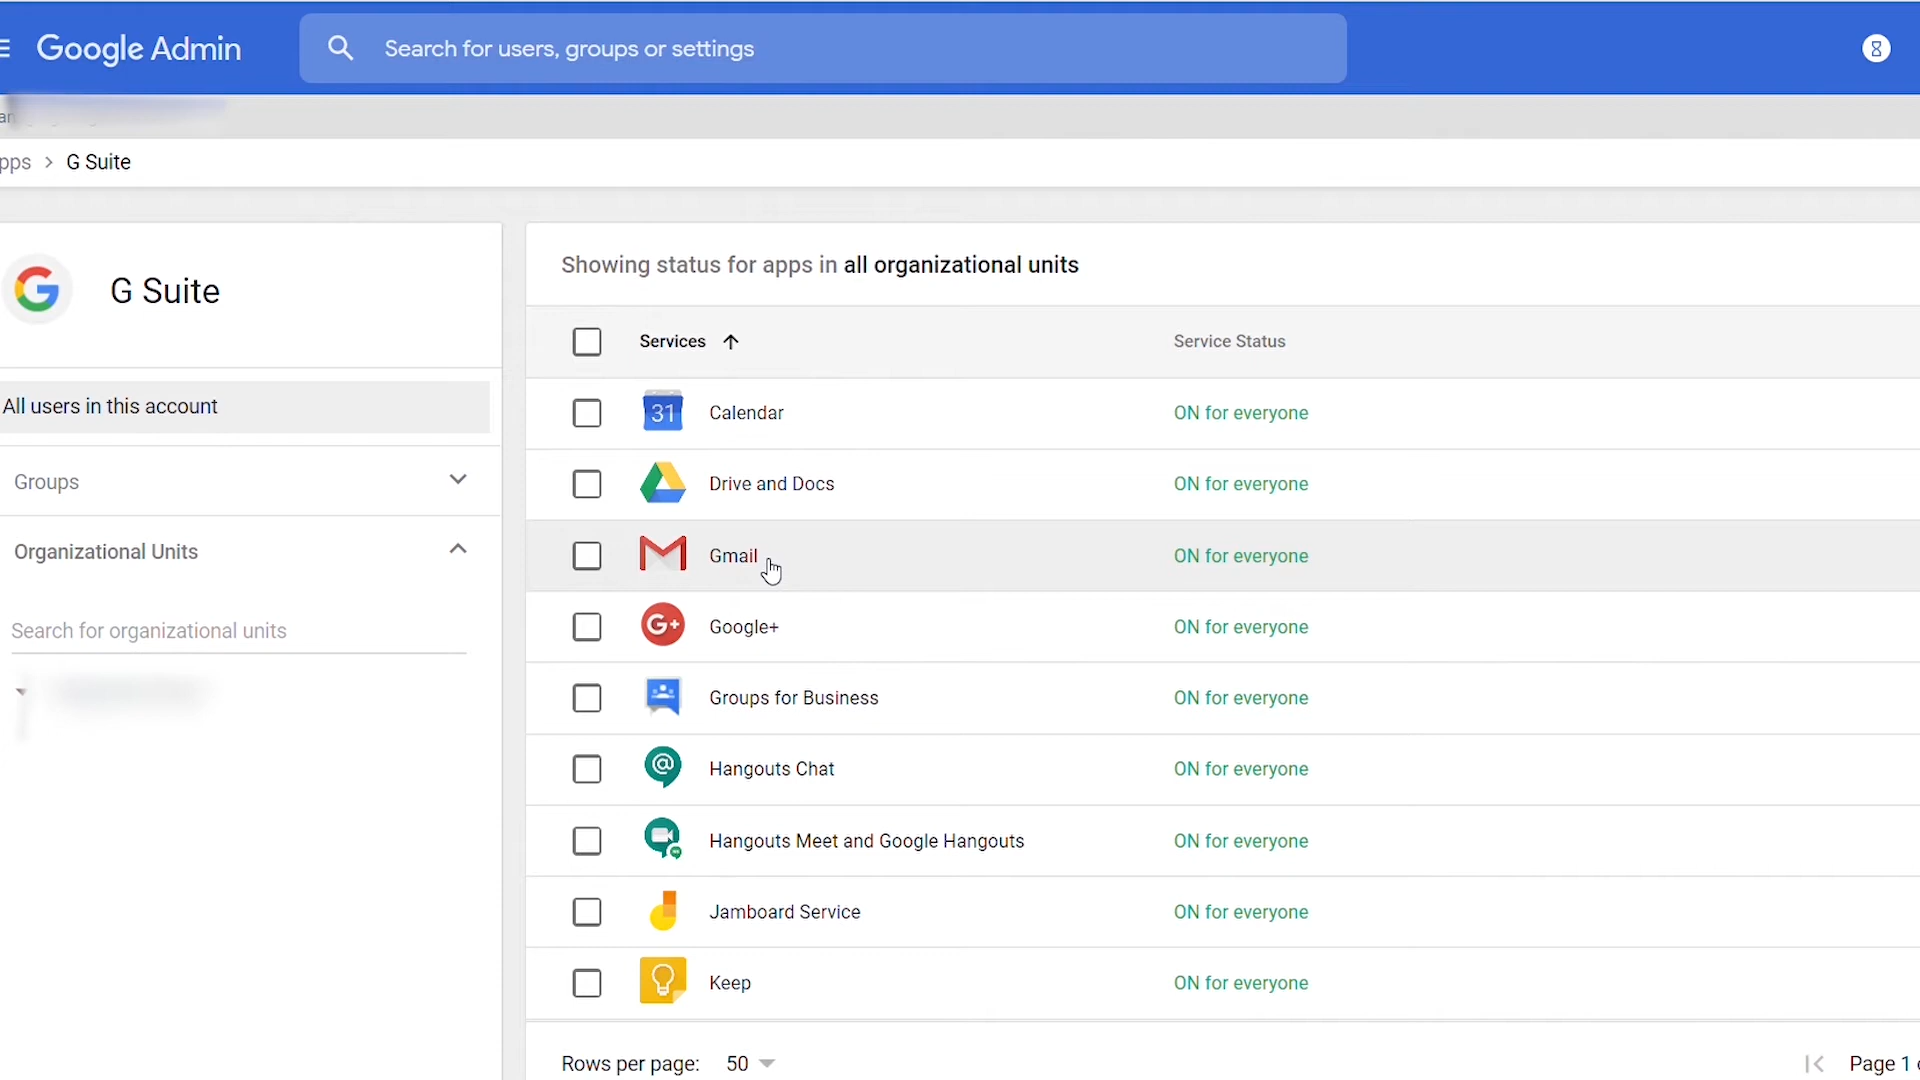 Google Admin
Search for users, groups or settings
pps > G Suite
G Suite
All users in this account
Groups
Organizational Units
Search for organizational units
Showing status for apps in all organizational units
Services Service Status
31 Calendar ON for everyone
Drive and Docs ON for everyone
Gmail ON for everyone
G+ Google+ ON for everyone
Groups for Business ON for everyone
@ Hangouts Chat ON for everyone
Hangouts Meet and Google Hangouts ON for everyone
Jamboard Service ON for everyone
Keep ON for everyone
Rows per page: 50 Page 1